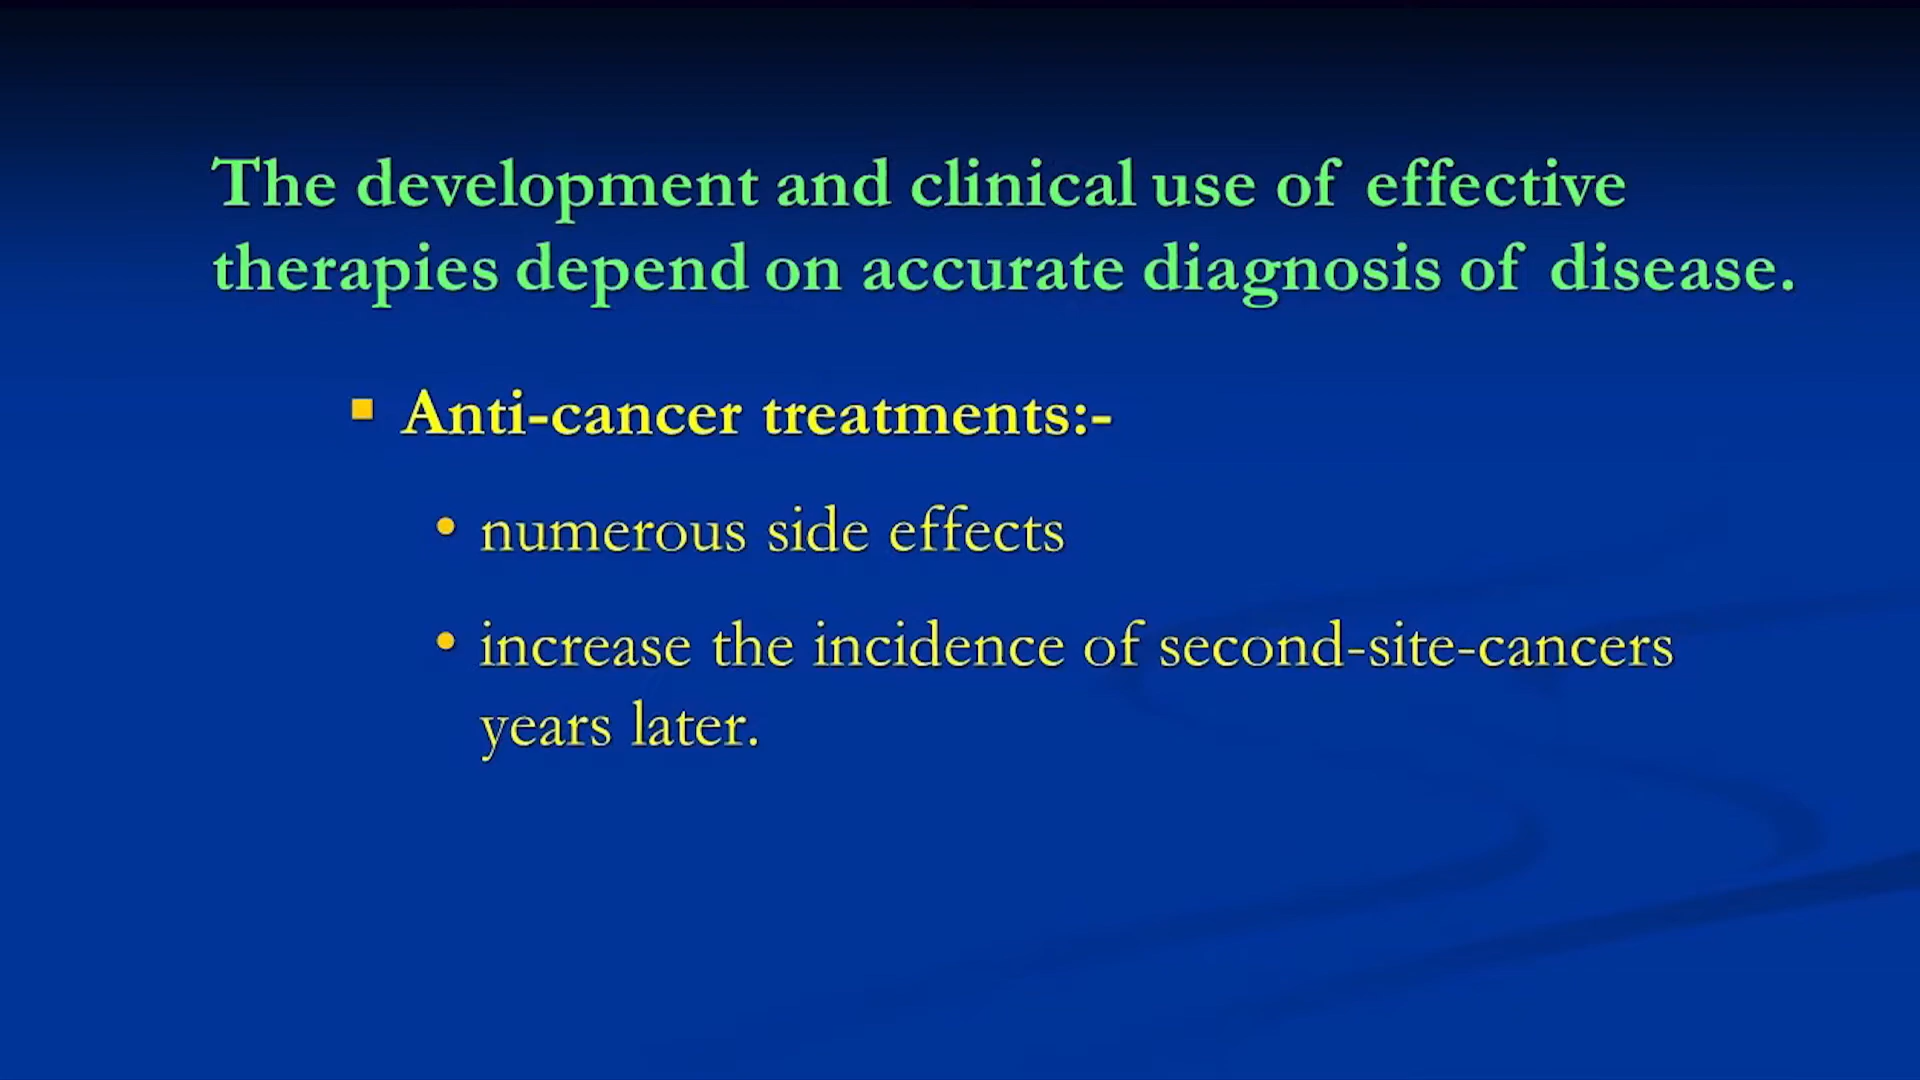 The development and clinical use of effective
therapies depend on accurate diagnosis of disease.
▪ Anti-cancer treatments:-
• numerous side effects
• increase the incidence of second-site-cancers
years later.